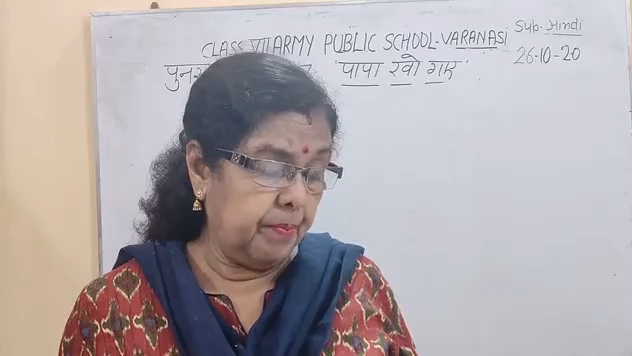 Sub. Hindi
CLASS VII ARMY PUBLIC SCHOOL-VARANASI
26-10-20
'पापा खो गए'